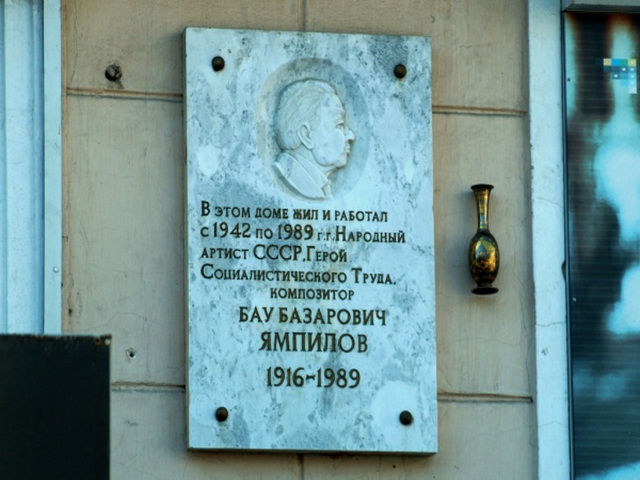 В этом доме жил и работал
с 1942 по 1989 г.г. Народный
артист СССР, Герой
Социалистического Труда.
композитор
БАУ БАЗАРОВИЧ
ЯМПИЛОВ
1916-1989